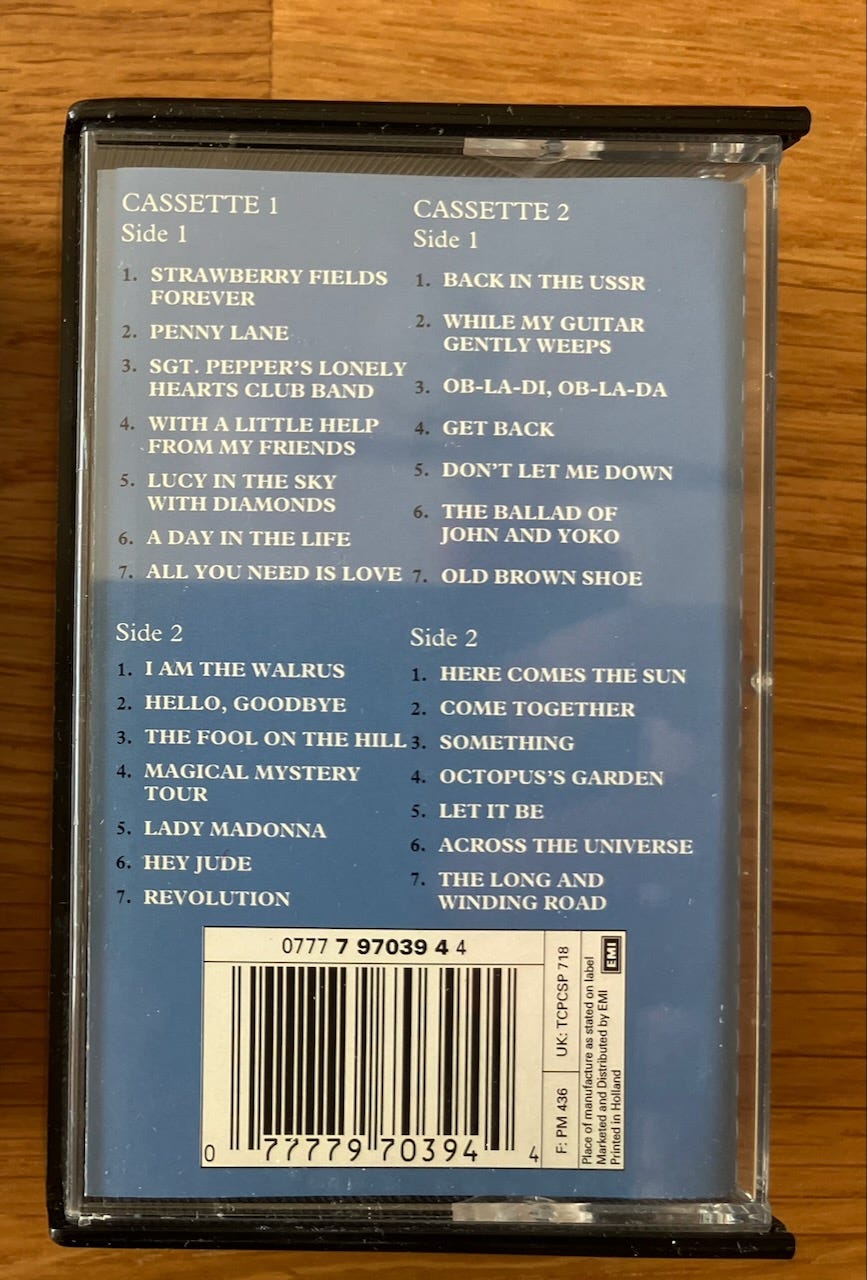 CASSETTE 1
Side 1
1. STRAWBERRY FIELDS
FOREVER
2. PENNY LANE
3. SGT. PEPPER'S LONELY
HEARTS CLUB BAND
4. WITH A LITTLE HELP
FROM MY FRIENDS
5. LUCY IN THE SKY
WITH DIAMONDS
6. A DAY IN THE LIFE
7. ALL YOU NEED IS LOVE
Side 2
1. I AM THE WALRUS
2. HELLO, GOODBYE
3. THE FOOL ON THE HILL
4. MAGICAL MYSTERY
TOUR
5. LADY MADONNA
6. HEY JUDE
7. REVOLUTION
CASSETTE 2
Side 1
1. BACK IN THE USSR
2. WHILE MY GUITAR
GENTLY WEEPS
3. OB-LA-DI, OB-LA-DA
4. GET BACK
5. DON'T LET ME DOWN
6. THE BALLAD OF
JOHN AND YOKO
7. OLD BROWN SHOE
Side 2
1. HERE COMES THE SUN
2. COME TOGETHER
3. SOMETHING
4. OCTOPUS'S GARDEN
5. LET IT BE
6. ACROSS THE UNIVERSE
7. THE LONG AND
WINDING ROAD
0777 7 97039 4 4
0 77779 70394 4
UK: TCPCSP 718
F: PM 436
EMI
Place of manufacture as stated on label
Marketed and Distributed by EMI
Printed in Holland